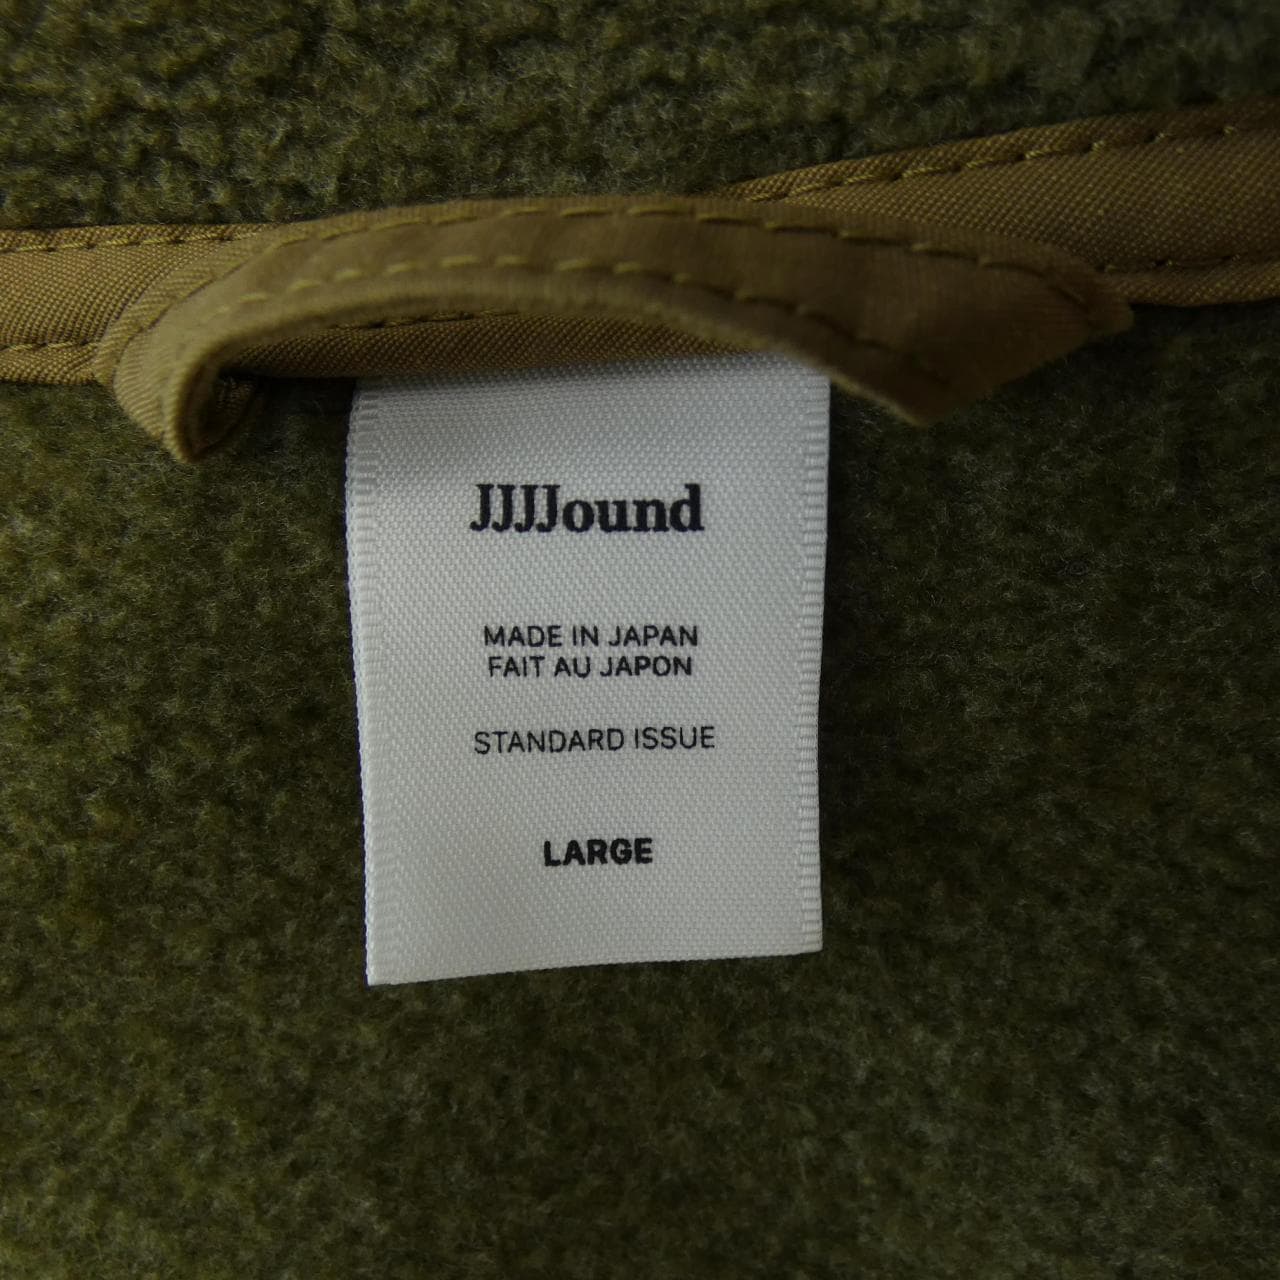 JJJJound
MADE IN JAPAN
FAIT AU JAPON
STANDARD ISSUE
LARGE